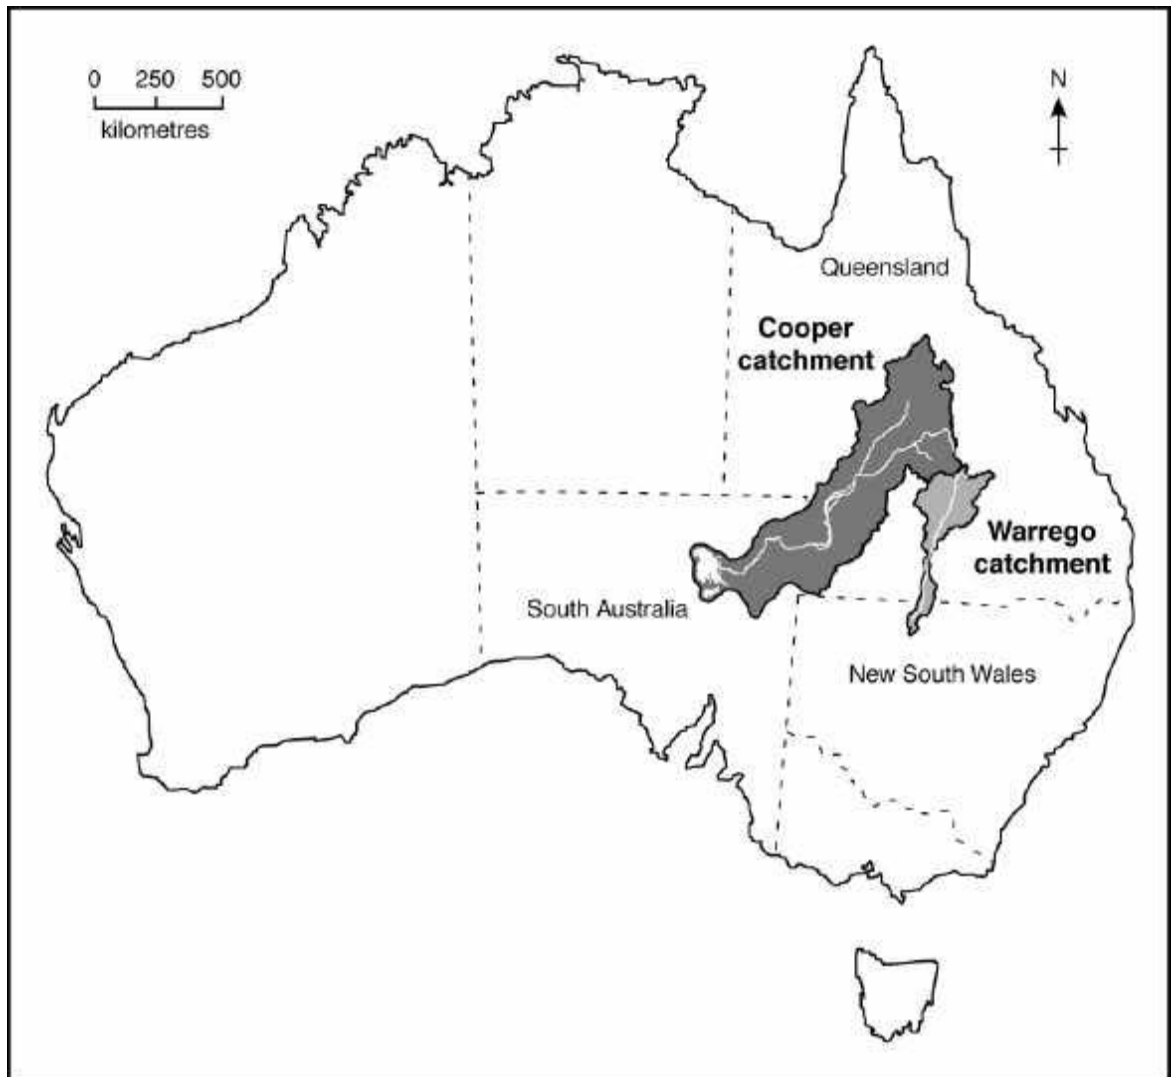 0 250 500
kilometres
N
Queensland
Cooper
catchment
Warrego
catchment
South Australia
New South Wales